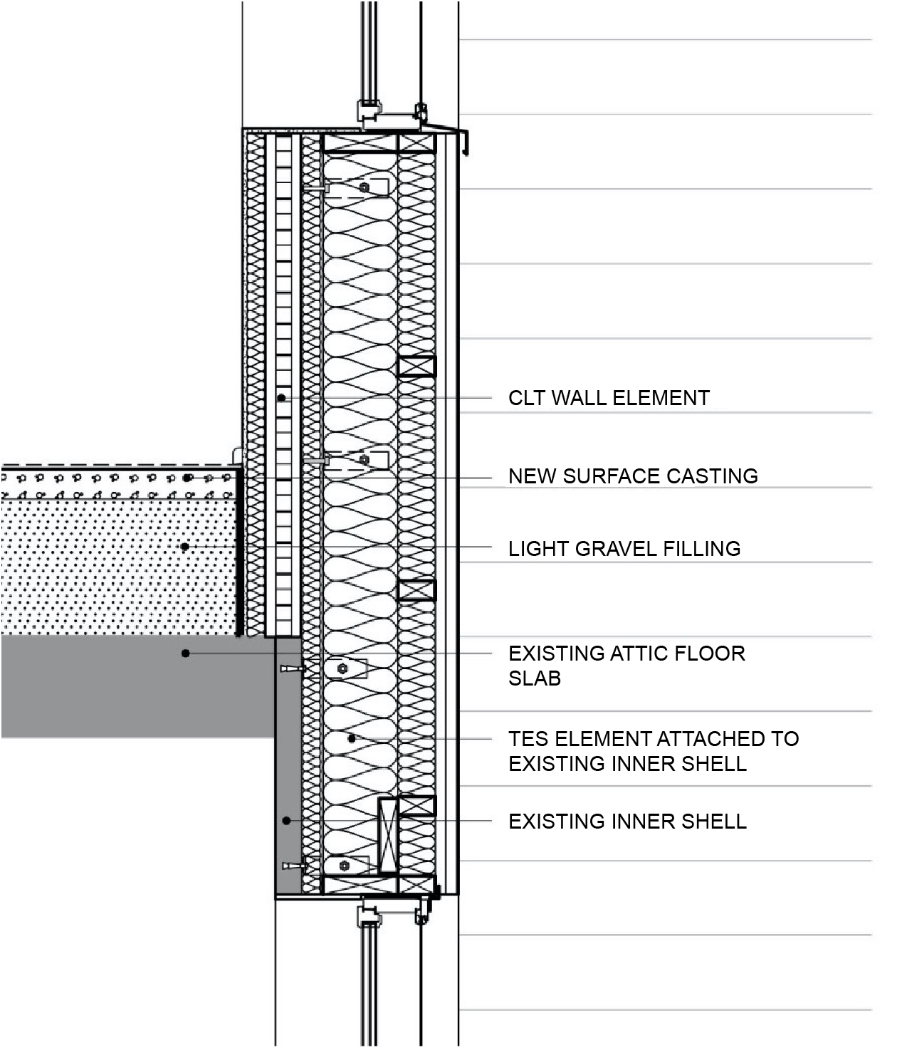 CLT WALL ELEMENT
NEW SURFACE CASTING
LIGHT GRAVEL FILLING
EXISTING ATTIC FLOOR
SLAB
TES ELEMENT ATTACHED TO
EXISTING INNER SHELL
EXISTING INNER SHELL